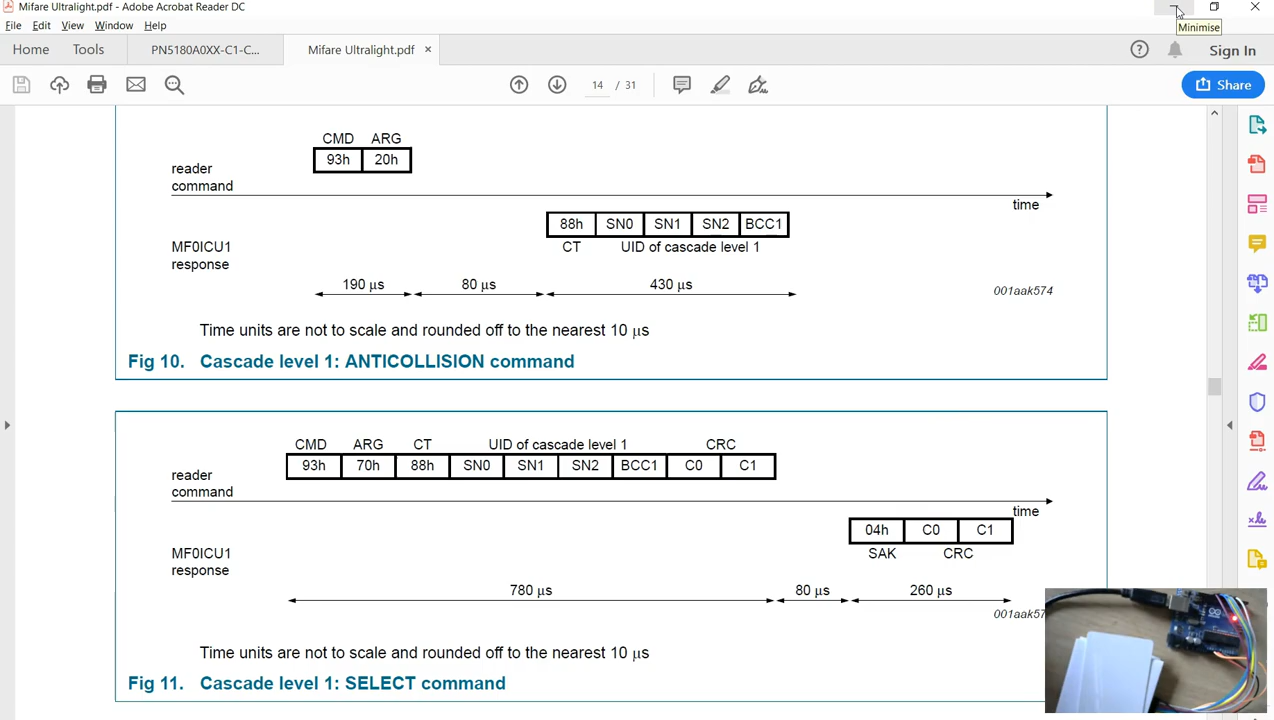 Mifare Ultralight.pdf - Adobe Acrobat Reader DC
File Edit View Window Help
Minimise
Home Tools PN5180A0XX-C1-C... Mifare Ultralight.pdf × Sign In
14 / 31 Share
CMD ARG
93h 20h
reader
command
time
88h SN0 SN1 SN2 BCC1
MF0ICU1
response
CT UID of cascade level 1
190 μs 80 μs 430 μs
001aak574
Time units are not to scale and rounded off to the nearest 10 μs
Fig 10. Cascade level 1: ANTICOLLISION command
CMD ARG CT UID of cascade level 1 CRC
93h 70h 88h SN0 SN1 SN2 BCC1 C0 C1
reader
command
time
04h C0 C1
MF0ICU1
response
SAK CRC
780 μs 80 μs 260 μs
001aak57
Time units are not to scale and rounded off to the nearest 10 μs
Fig 11. Cascade level 1: SELECT command